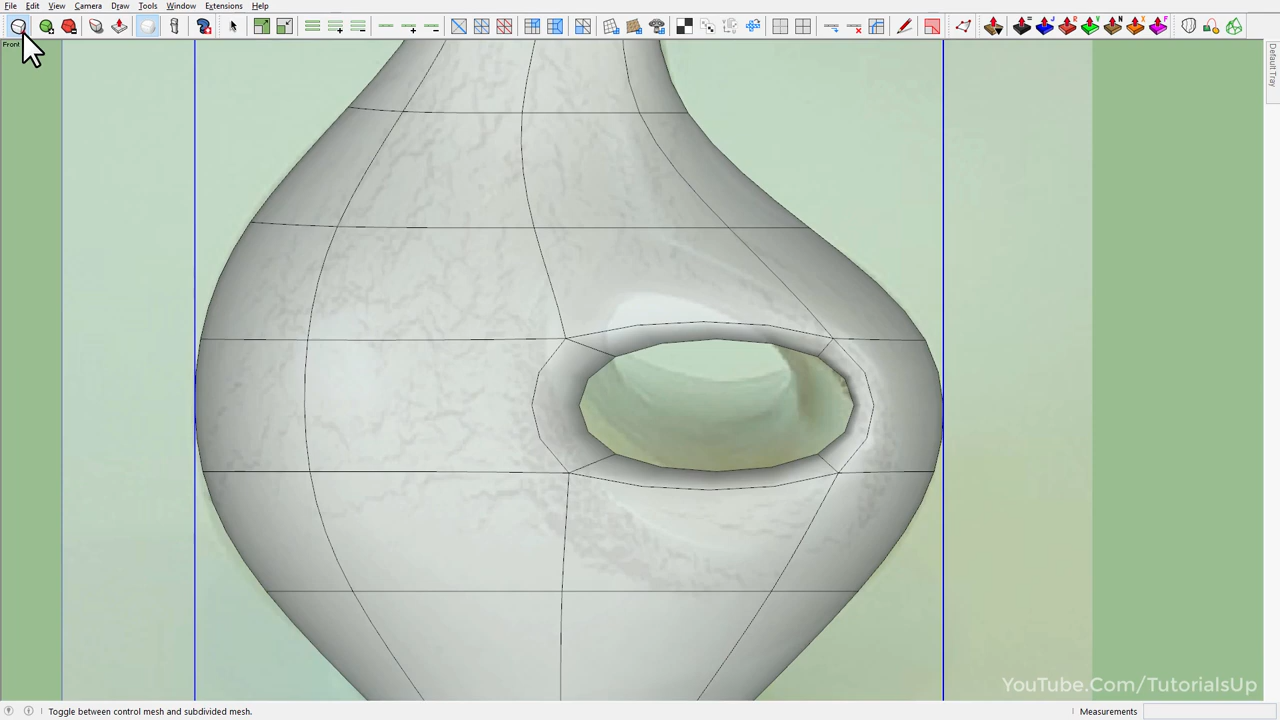 File Edit View Camera Draw Tools Window Extensions Help
Front
Default Tray
YouTube.Com/TutorialsUp
Toggle between control mesh and subdivided mesh.
Measurements